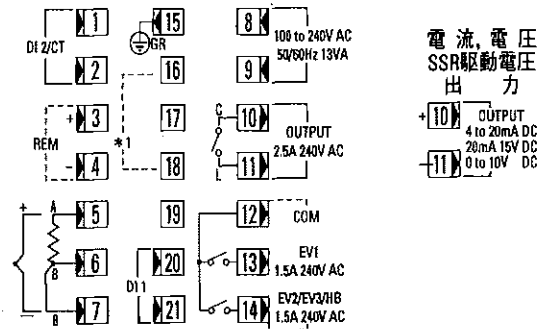 1
15
8
DI 2/CT
GR
100 to 240V AC
50/60Hz 13VA
2
16
9
+
3
17
C
10
OUTPUT
2.5A 240V AC
REM
*1
-
4
18
L
11
+
A
5
19
12
COM
B
6
20
13
EV1
1.5A 240V AC
DI 1
-
B
7
21
14
EV2/EV3/HB
1.5A 240V AC
電流,電圧
SSR駆動電圧
出 力
+
10
OUTPUT
4 to 20mA DC
20mA 15V DC
0 to 10V DC
-
11